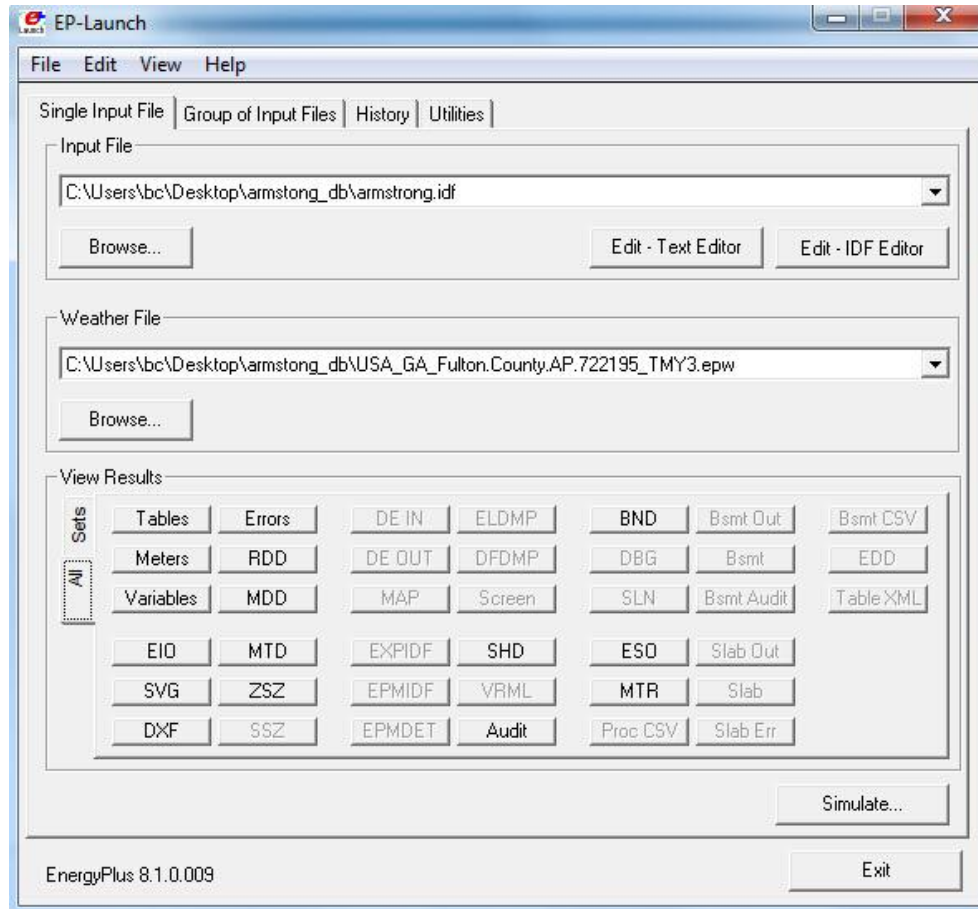 EP-Launch
File Edit View Help
Single Input File Group of Input Files History Utilities
Input File
C:\Users\bc\Desktop\armstong_db\armstrong.idf
Browse... Edit - Text Editor Edit - IDF Editor
Weather File
C:\Users\bc\Desktop\armstong_db\USA_GA_Fulton.County.AP.722195_TMY3.epw
Browse...
View Results
Sets
All
Tables Errors DE IN ELDMP BND Bsmt Out Bsmt CSV
Meters RDD DE OUT DFDMP DBG Bsmt EDD
Variables MDD MAP Screen SLN Bsmt Audit Table XML
EIO MTD EXPIDF SHD ESO Slab Out
SVG ZSZ EPMIDF VRML MTR Slab
DXF SSZ EPMDET Audit Proc CSV Slab Err
Simulate...
EnergyPlus 8.1.0.009 Exit